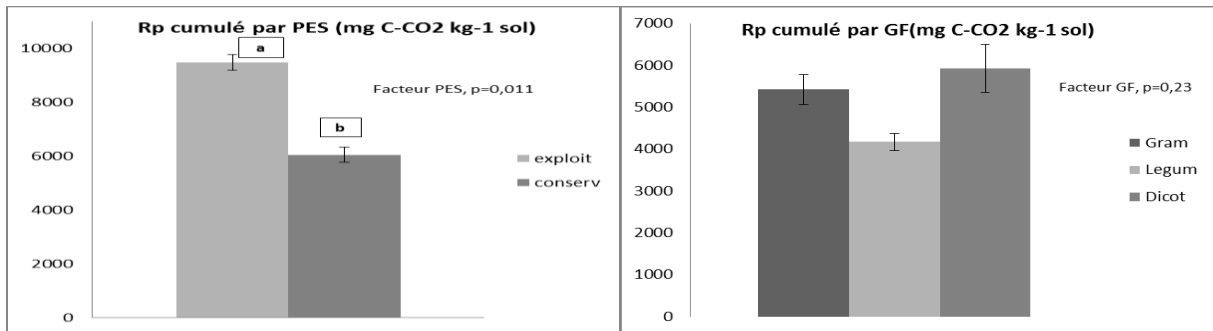 Rp cumulé par PES (mg C-CO2 kg-1 sol)
10000
8000
6000
4000
2000
0
a
b
Facteur PES, p=0,011
exploit
conserv
Rp cumulé par GF(mg C-CO2 kg-1 sol)
7000
6000
5000
4000
3000
2000
1000
0
Facteur GF, p=0,23
Gram
Legum
Dicot